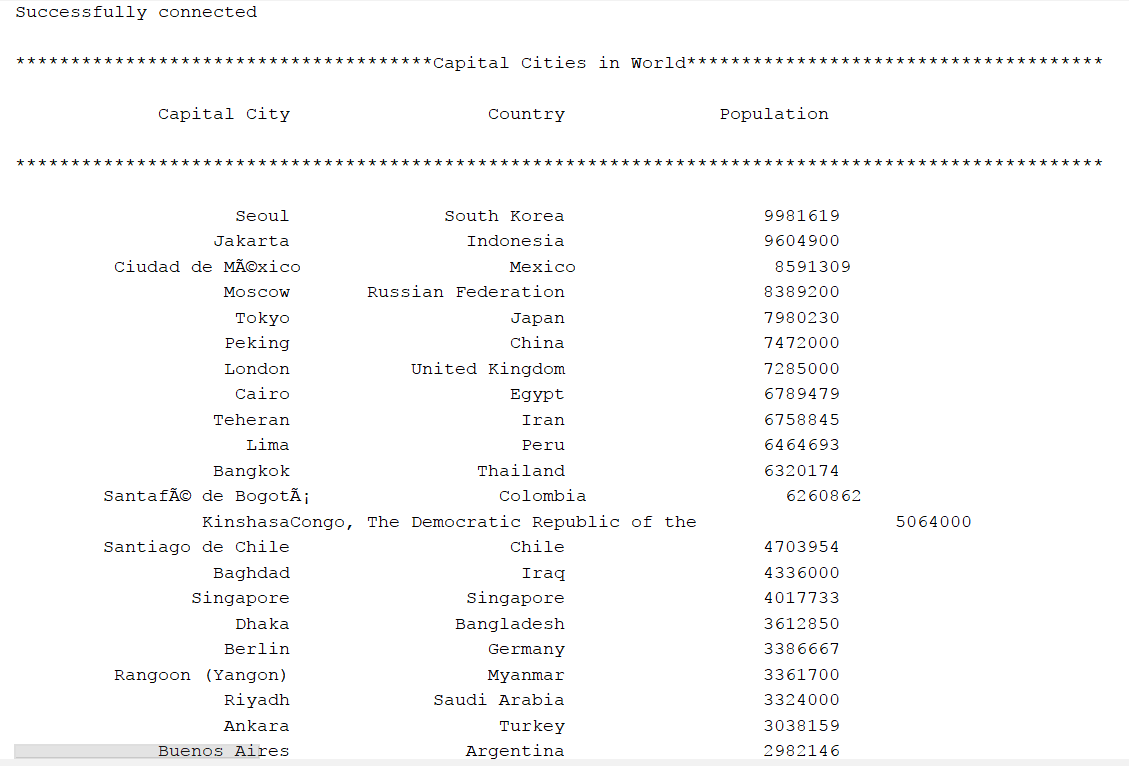 Successfully connected
**************************************Capital Cities in World**************************************
Capital City Country Population
***************************************************************************************************
Seoul South Korea 9981619
Jakarta Indonesia 9604900
Ciudad de MÃ©xico Mexico 8591309
Moscow Russian Federation 8389200
Tokyo Japan 7980230
Peking China 7472000
London United Kingdom 7285000
Cairo Egypt 6789479
Teheran Iran 6758845
Lima Peru 6464693
Bangkok Thailand 6320174
SantafÃ© de BogotÃ¡ Colombia 6260862
KinshasaCongo, The Democratic Republic of the 5064000
Santiago de Chile Chile 4703954
Baghdad Iraq 4336000
Singapore Singapore 4017733
Dhaka Bangladesh 3612850
Berlin Germany 3386667
Rangoon (Yangon) Myanmar 3361700
Riyadh Saudi Arabia 3324000
Ankara Turkey 3038159
Buenos Aires Argentina 2982146